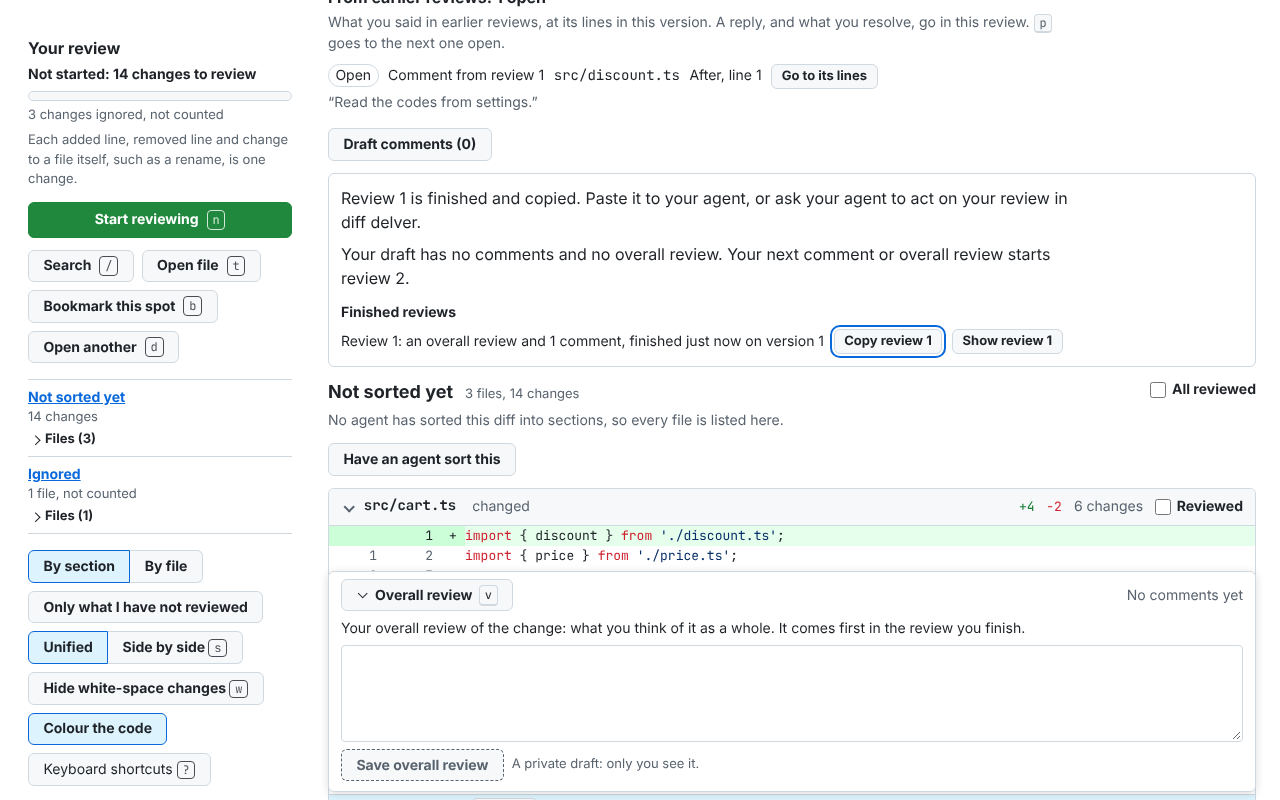 Your review
Not started: 14 changes to review
3 changes ignored, not counted
Each added line, removed line and change
to a file itself, such as a rename, is one
change.
Start reviewing n
Search /
Open file t
Bookmark this spot b
Open another d
Not sorted yet
14 changes
Files (3)
Ignored
1 file, not counted
Files (1)
By section
By file
Only what I have not reviewed
Unified
Side by side s
Hide white-space changes w
Colour the code
Keyboard shortcuts ?
What you said in earlier reviews, at its lines in this version. A reply, and what you resolve, go in this review. p
goes to the next one open.
Open Comment from review 1 src/discount.ts After, line 1 Go to its lines
“Read the codes from settings.”
Draft comments (0)
Review 1 is finished and copied. Paste it to your agent, or ask your agent to act on your review in
diff delver.
Your draft has no comments and no overall review. Your next comment or overall review starts
review 2.
Finished reviews
Review 1: an overall review and 1 comment, finished just now on version 1 Copy review 1 Show review 1
Not sorted yet 3 files, 14 changes All reviewed
No agent has sorted this diff into sections, so every file is listed here.
Have an agent sort this
src/cart.ts changed +4 -2 6 changes Reviewed
1 + import { discount } from './discount.ts';
1 2 import { price } from './price.ts';
Overall review v No comments yet
Your overall review of the change: what you think of it as a whole. It comes first in the review you finish.
Save overall review A private draft: only you see it.